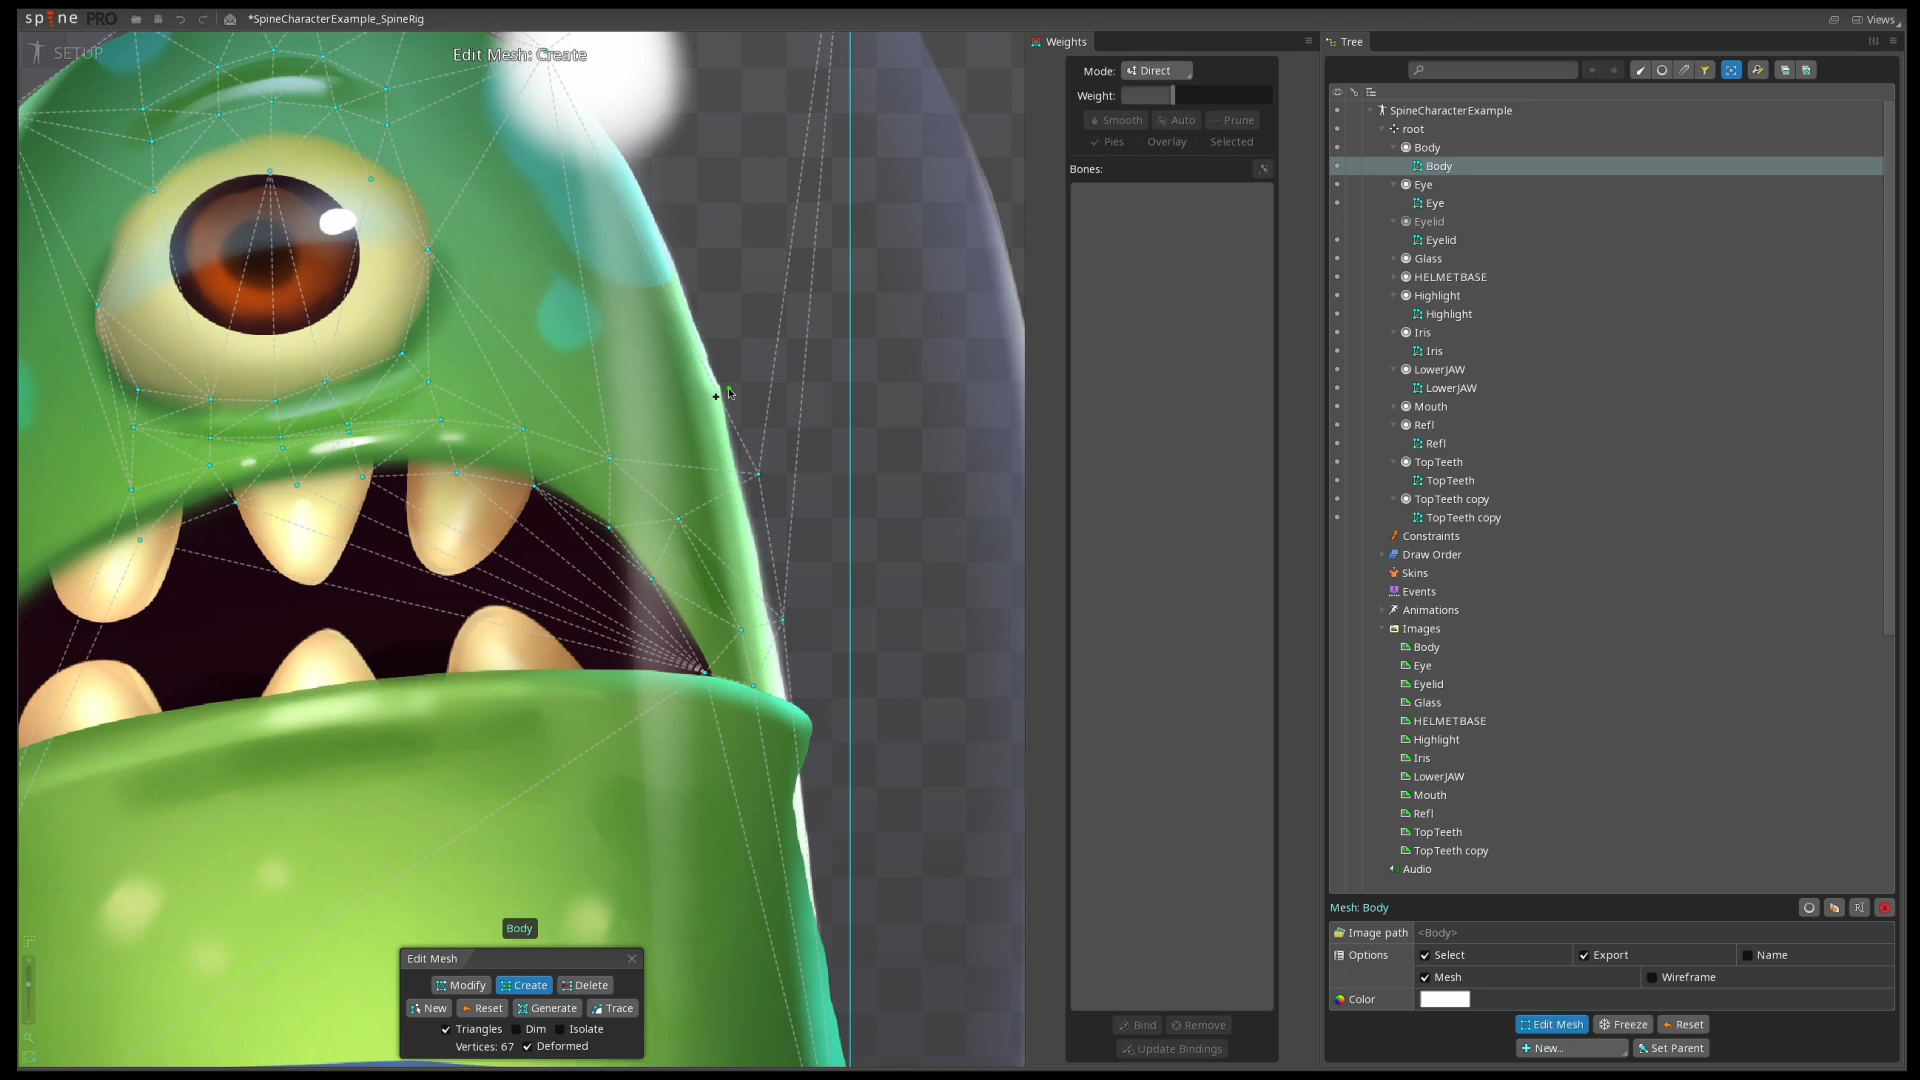 spine PRO
*SpineCharacterExample_SpineRig
Views
SETUP
Edit Mesh: Create
Weights
Tree
Mode: Direct
Weight:
Smooth Auto Prune
Pies Overlay Selected
Bones:
SpineCharacterExample
root
Body
Body
Eye
Eye
Eyelid
Eyelid
Glass
HELMETBASE
Highlight
Highlight
Iris
Iris
LowerJAW
LowerJAW
Mouth
Refl
Refl
TopTeeth
TopTeeth
TopTeeth copy
TopTeeth copy
Constraints
Draw Order
Skins
Events
Animations
Images
Body
Eye
Eyelid
Glass
HELMETBASE
Highlight
Iris
LowerJAW
Mouth
Refl
TopTeeth
TopTeeth copy
Audio
Mesh: Body
Image path <Body>
Options Select Export Name
Mesh Wireframe
Color
Edit Mesh Freeze Reset
New... Set Parent
Bind Remove
Update Bindings
Body
Edit Mesh
Modify Create Delete
New Reset Generate Trace
Triangles Dim Isolate
Vertices: 67 Deformed